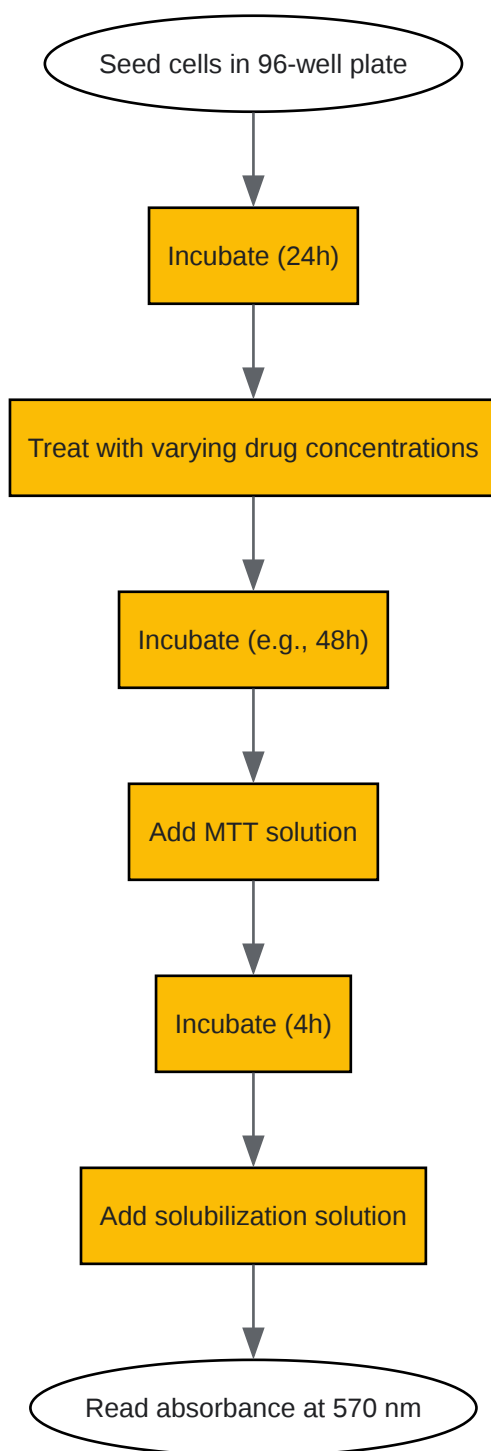 Seed cells in 96-well plate
Incubate (24h)
Treat with varying drug concentrations
Incubate (e.g., 48h)
Add MTT solution
Incubate (4h)
Add solubilization solution
Read absorbance at 570 nm